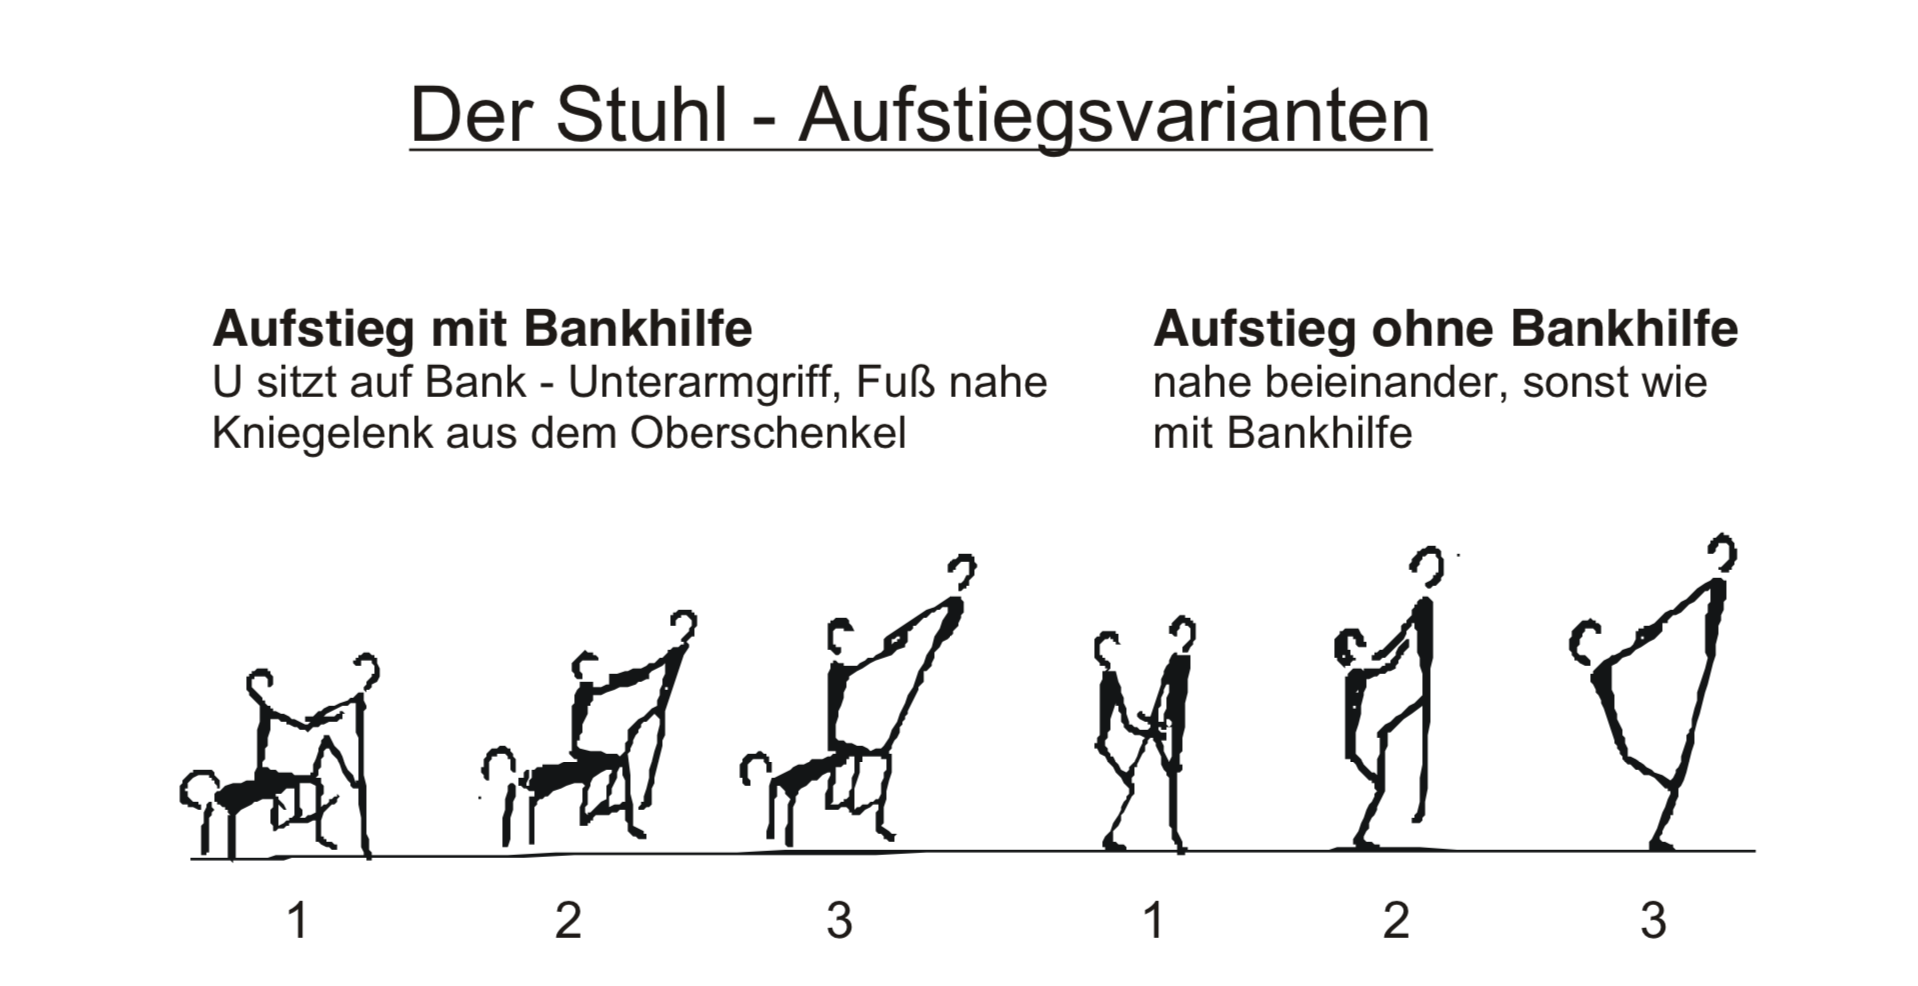 Der Stuhl - Aufstiegsvarianten
Aufstieg mit Bankhilfe
U sitzt auf Bank - Unterarmgriff, Fuß nahe
Kniegelenk aus dem Oberschenkel
Aufstieg ohne Bankhilfe
nahe beieinander, sonst wie
mit Bankhilfe
1 2 3 1 2 3